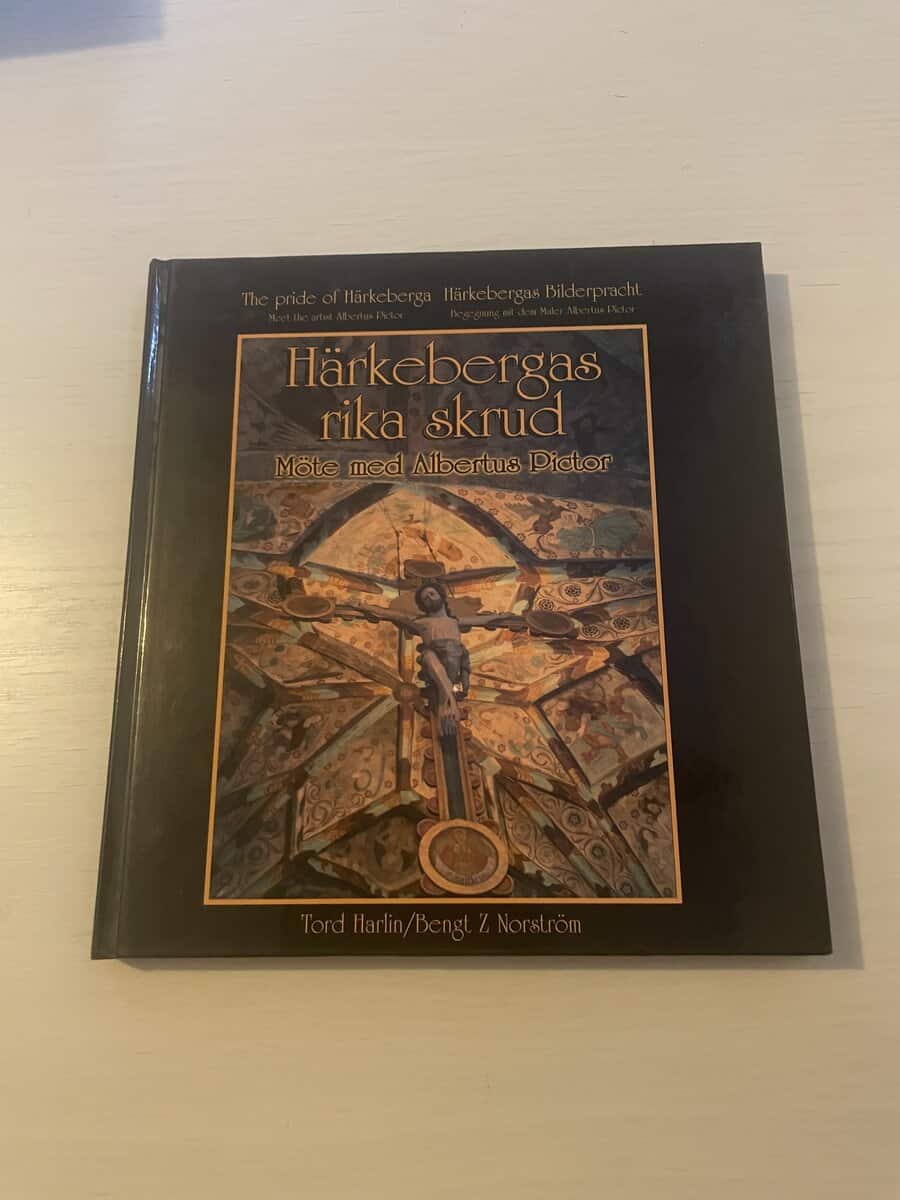 The pride of Härkeberga Härkebergas Bilderpracht
Meet the artist Albertus Pictor Begegnung mit dem Maler Albertus Pictor
Härkebergas
rika skrud
Möte med Albertus Pictor
Tord Harlin/Bengt Z Norström